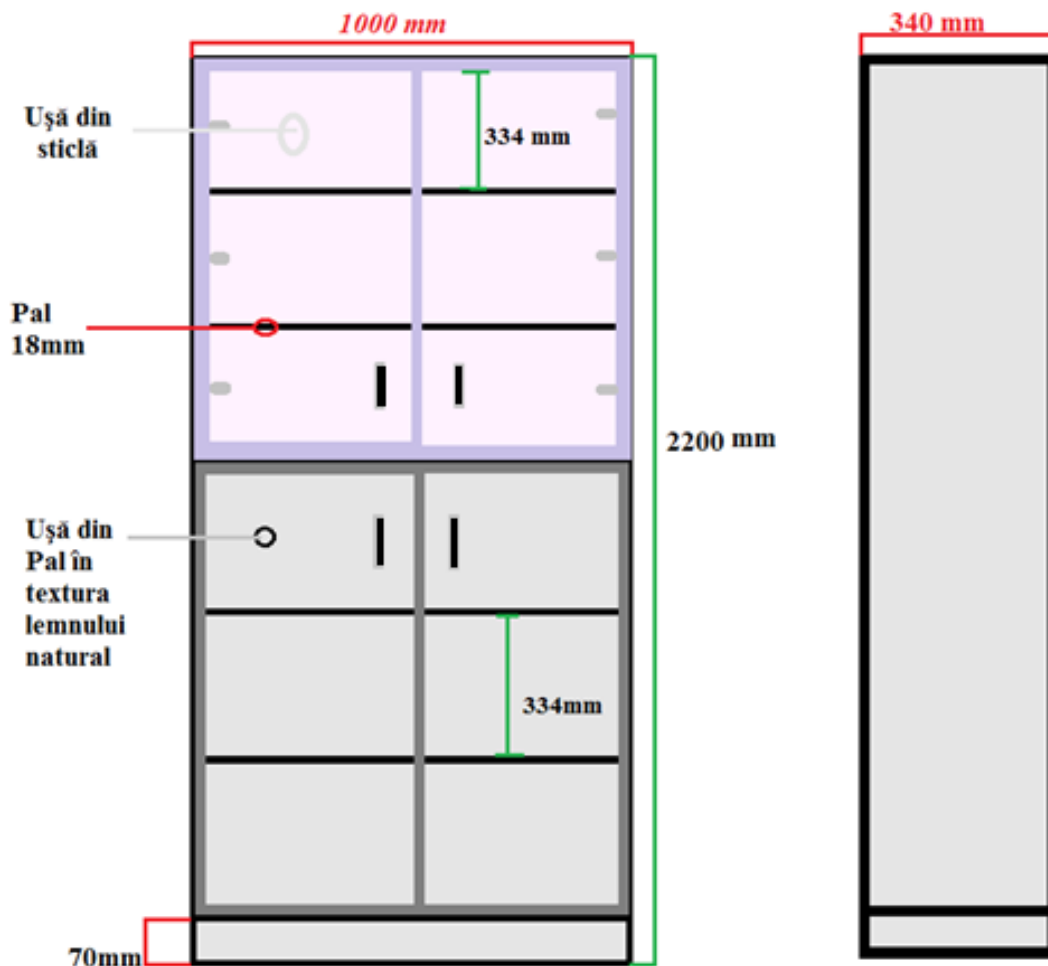 1000 mm
340 mm
Uşă din
sticlă
334 mm
Pal
18mm
2200 mm
Uşă din
Pal în
textura
lemnului
natural
334mm
70mm